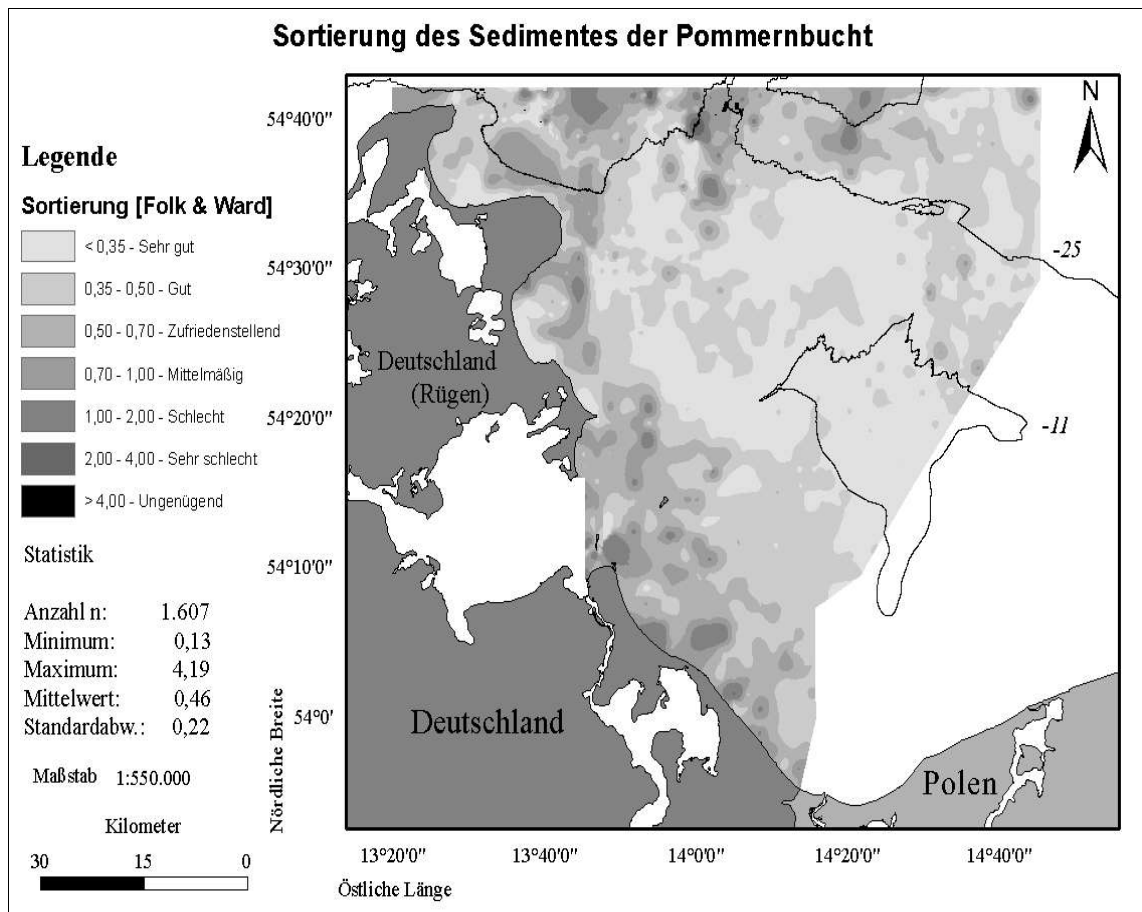 Sortierung des Sedimentes der Pommernbucht
Legende
Sortierung [Folk & Ward]
< 0,35 - Sehr gut
0,35 - 0,50 - Gut
0,50 - 0,70 - Zufriedenstellend
0,70 - 1,00 - Mittelmäßig
1,00 - 2,00 - Schlecht
2,00 - 4,00 - Sehr schlecht
> 4,00 - Ungenügend
Statistik
Anzahl n: 1.607
Minimum: 0,13
Maximum: 4,19
Mittelwert: 0,46
Standardabw.: 0,22
Maßstab 1:550.000
Kilometer
30 15 0
Nördliche Breite
54°40'0"
54°30'0"
54°20'0"
54°10'0"
54°0'
N
-25
-11
Deutschland
(Rügen)
Deutschland
Polen
13°20'0" 13°40'0" 14°0'0" 14°20'0" 14°40'0"
Östliche Länge